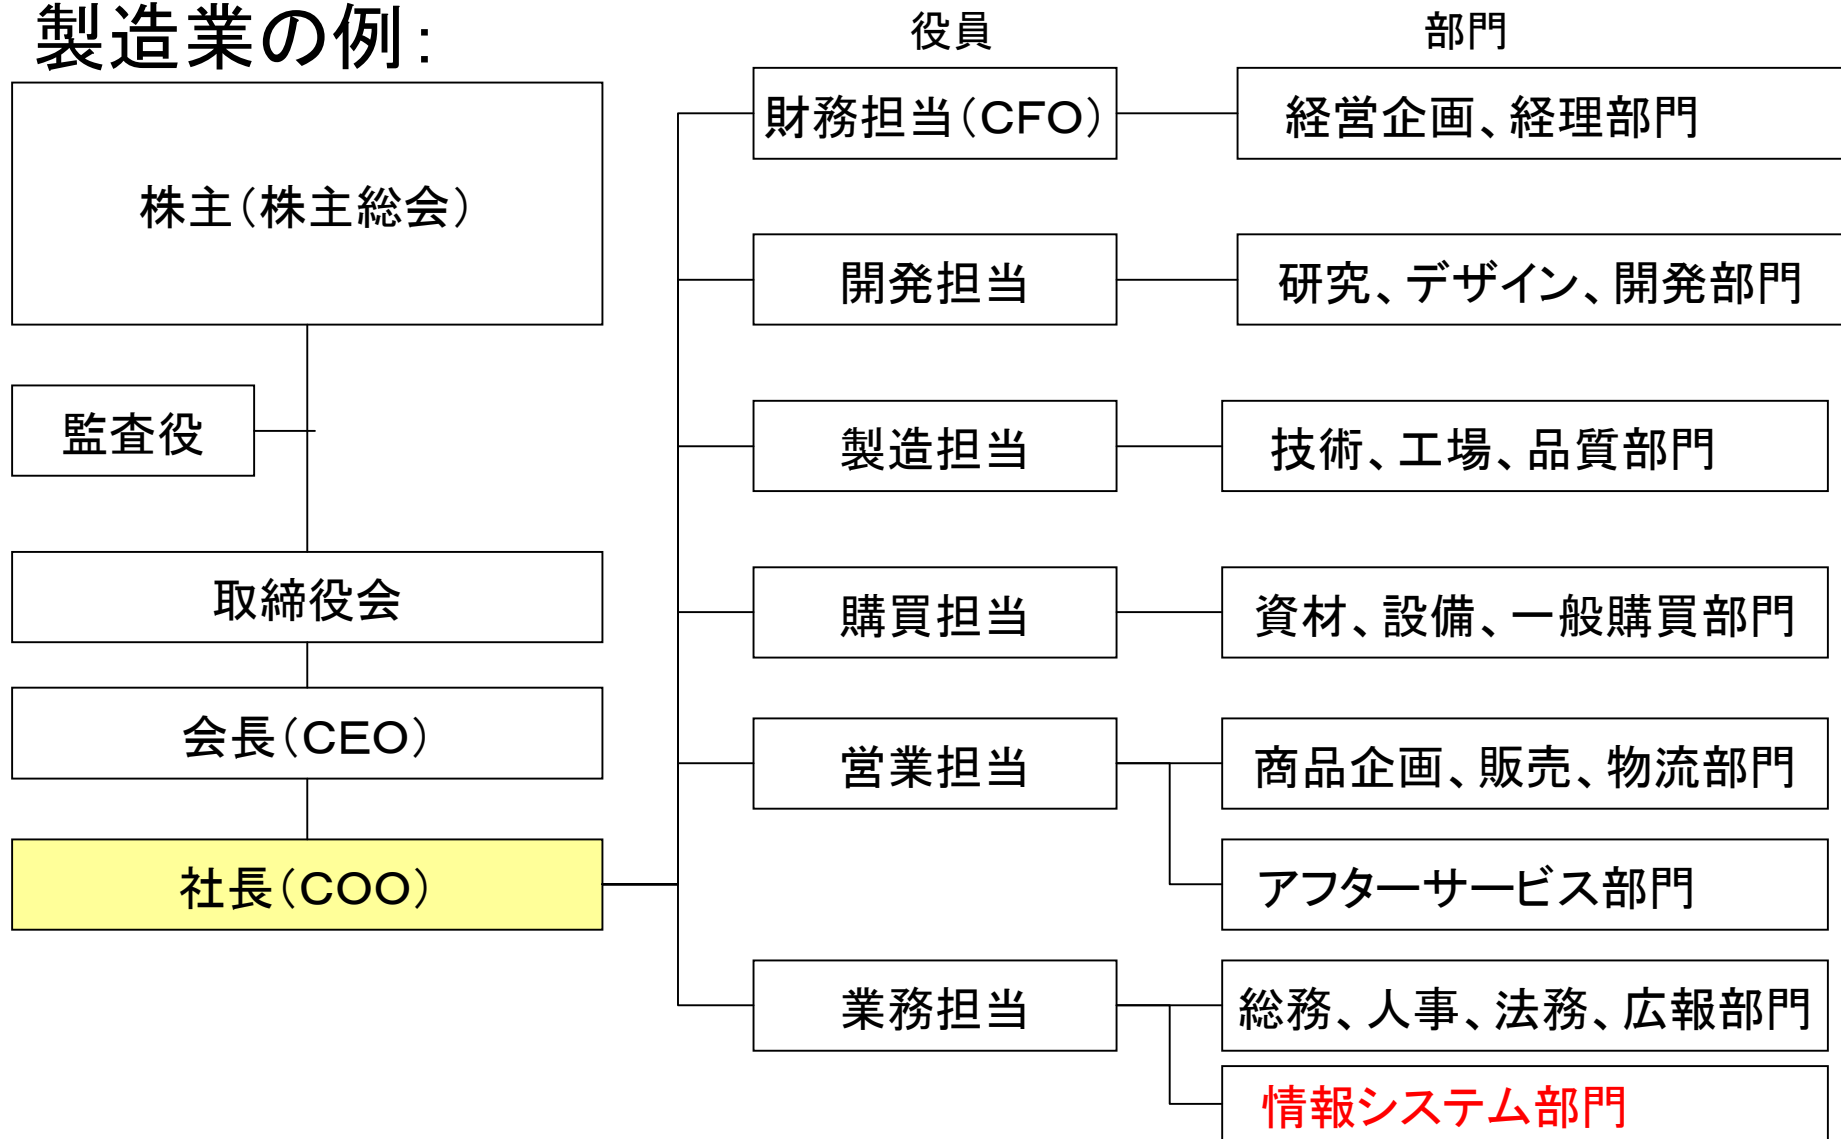 製造業の例：
役員
部門
株主（株主総会）
監査役
取締役会
会長（CEO）
社長（COO）
財務担当（CFO）
経営企画、経理部門
開発担当
研究、デザイン、開発部門
製造担当
技術、工場、品質部門
購買担当
資材、設備、一般購買部門
営業担当
商品企画、販売、物流部門
アフターサービス部門
業務担当
総務、人事、法務、広報部門
情報システム部門